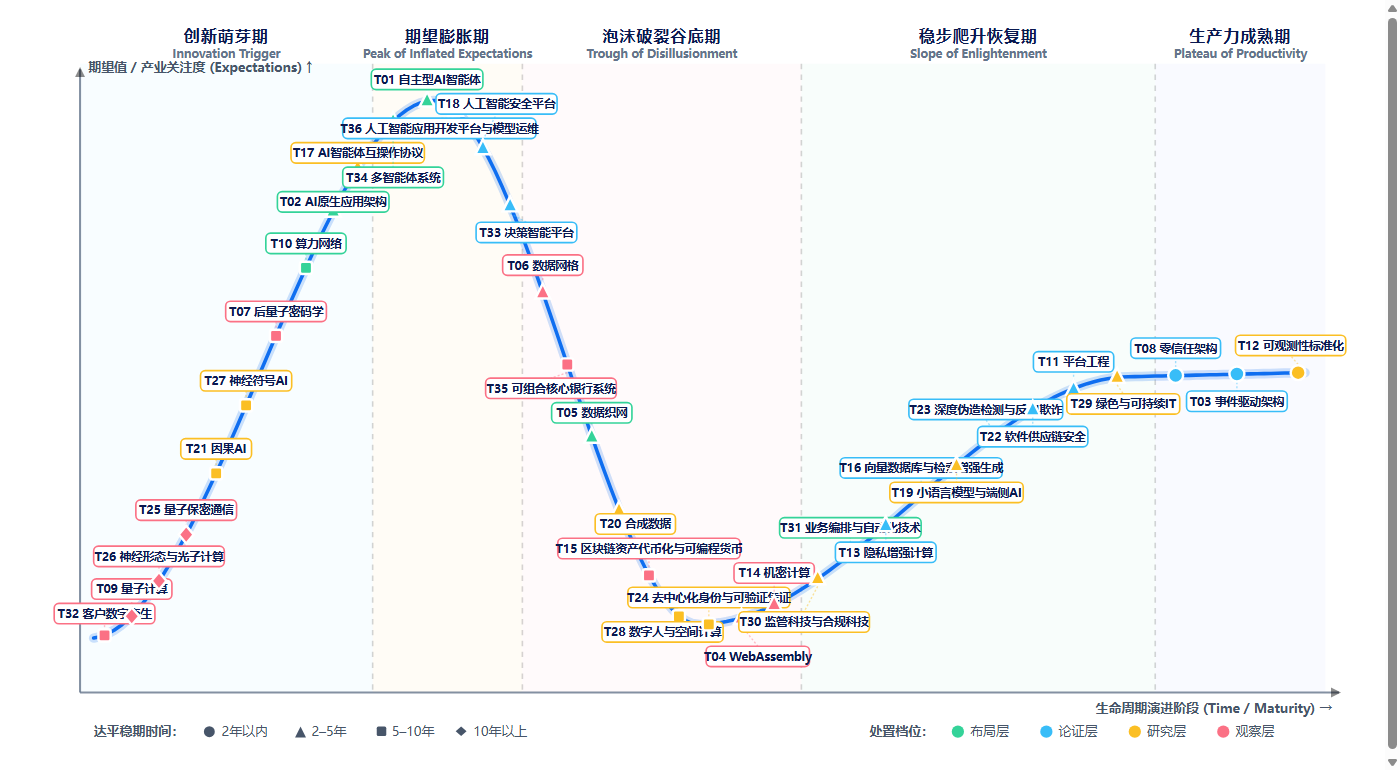 创新萌芽期
Innovation Trigger
期望膨胀期
Peak of Inflated Expectations
泡沫破裂谷底期
Trough of Disillusionment
稳步爬升恢复期
Slope of Enlightenment
生产力成熟期
Plateau of Productivity
期望值 / 产业关注度 (Expectations) ↑
T01 自主型AI智能体
T18 人工智能安全平台
T36 人工智能应用开发平台与模型运维
T17 AI智能体互操作协议
T34 多智能体系统
T02 AI原生应用架构
T33 决策智能平台
T10 算力网络
T06 数据网格
T07 后量子密码学
T08 零信任架构
T12 可观测性标准化
T11 平台工程
T27 神经符号AI
T35 可组合核心银行系统
T03 事件驱动架构
T29 绿色与可持续IT
T05 数据织网
T23 深度伪造检测与反欺诈
T22 软件供应链安全
T21 因果AI
T16 向量数据库与检索增强生成
T19 小语言模型与端侧AI
T25 量子保密通信
T20 合成数据
T31 业务编排与自动化技术
T15 区块链资产代币化与可编程货币
T13 隐私增强计算
T26 神经形态与光子计算
T14 机密计算
T09 量子计算
T24 去中心化身份与可验证凭证
T32 客户数字孪生
T30 监管科技与合规科技
T28 数字人与空间计算
T04 WebAssembly
生命周期演进阶段 (Time / Maturity) →
达平稳期时间: 2年以内 2–5年 5–10年 10年以上
处置档位: 布局层 论证层 研究层 观察层